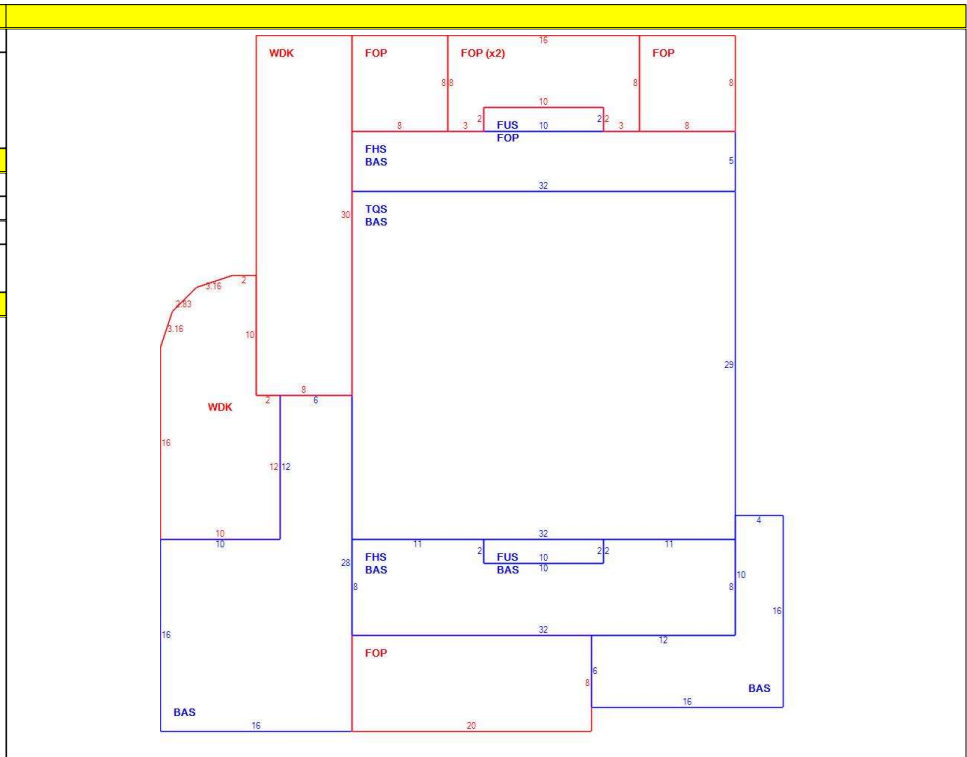 16
WDK FOP FOP (x2) FOP
8 8 8 8 8
10
2 2 2
8 3 FUS 10 3 8
FOP
FHS
BAS
5
32
TQS
BAS
30
2
3.16
2.83
3.16
10
29
8
2 6
WDK
16
12 12
4
10 32
10 11 2 2 2 11
FHS FUS 10
BAS BAS 10
28
8 8 10
16
16
32 12
FOP
6
8
BAS
16
BAS
16 20